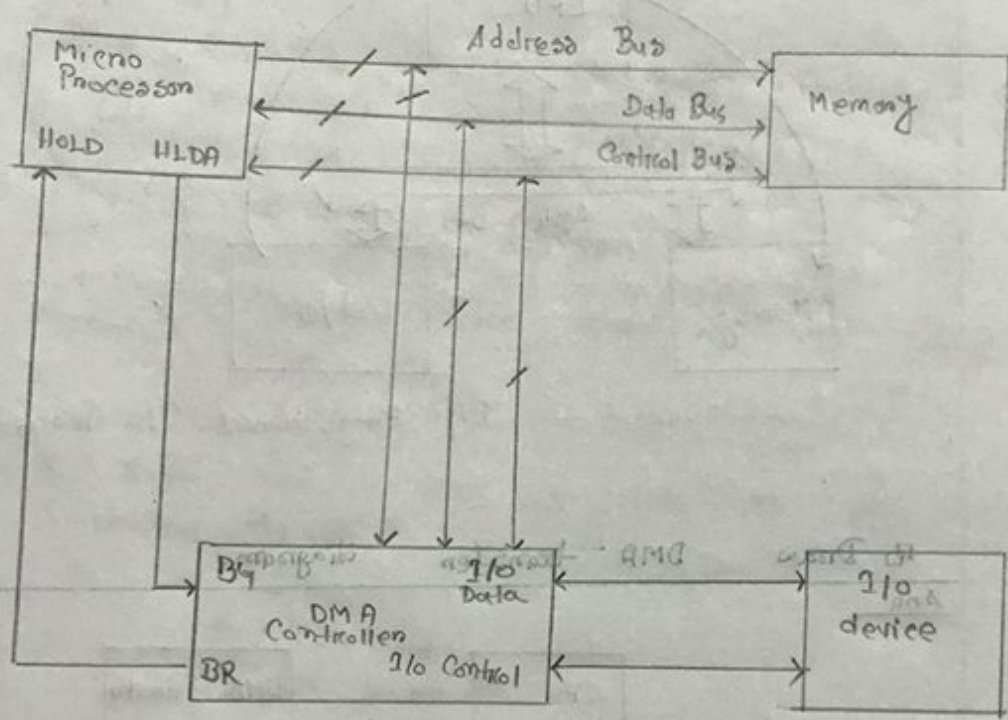 Micro
Processor
HOLD HLDA
Address Bus
Data Bus
Control Bus
Memory
BG
I/O
Data
DMA
Controller
I/O Control
BR
I/O
device